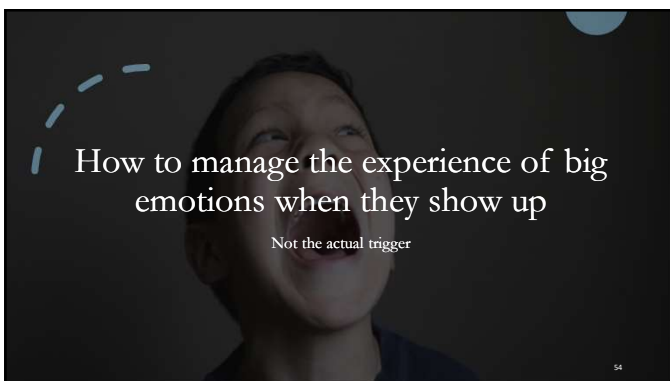 How to manage the experience of big
emotions when they show up
Not the actual trigger
54